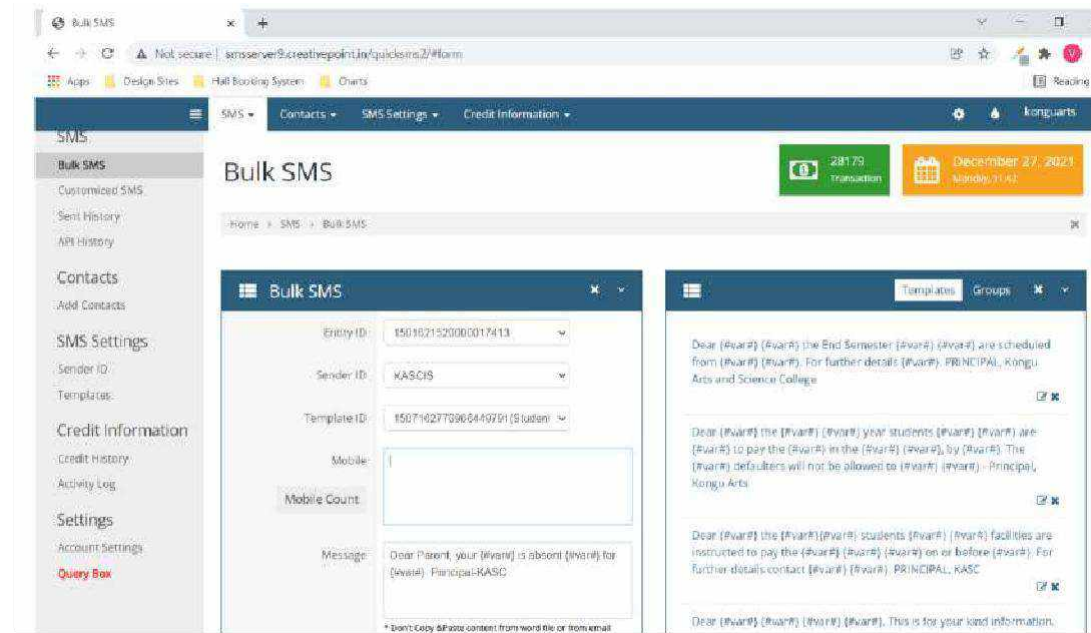 Bulk SMS
Not secure | smsserver9.creativepoint.in/quicksms2/#form
Apps Design Sites Hall Booking System Charts Reading
SMS Contacts SMS Settings Credit Information konguarts
SMS
Bulk SMS
Customized SMS
Sent History
API History
Contacts
Add Contacts
SMS Settings
Sender ID
Templates
Credit Information
Credit History
Activity Log
Settings
Account Settings
Query Box
Bulk SMS
28179
Transaction
December 27, 2021
Monday,
Home > SMS > Bulk SMS
Bulk SMS
Entity ID 1501621520000017413
Sender ID KASCIS
Template ID (Student
Mobile
Mobile Count
Message Dear Parent, your {#var#} is absent {#var#} for
{#var#}. Principal-KASC
* Don't Copy &Paste content from word file or from email
Templates Groups
Dear {#var#} {#var#} the End Semester {#var#} {#var#} are scheduled
from {#var#} {#var#}. For further details {#var#}. PRINCIPAL, Kongu
Arts and Science College
Dear {#var#} the {#var#} {#var#} year students {#var#} {#var#} are
{#var#} to pay the {#var#} in the {#var#} {#var#}, by {#var#}. The
{#var#} defaulters will not be allowed to {#var#} {#var#} - Principal,
Kongu Arts
Dear {#var#} the {#var#}{#var#} students {#var#} {#var#} facilities are
instructed to pay the {#var#} {#var#} {#var#} on or before {#var#}. For
further details contact {#var#} {#var#}. PRINCIPAL, KASC
Dear {#var#} {#var#} {#var#} {#var#}. This is for your kind information.